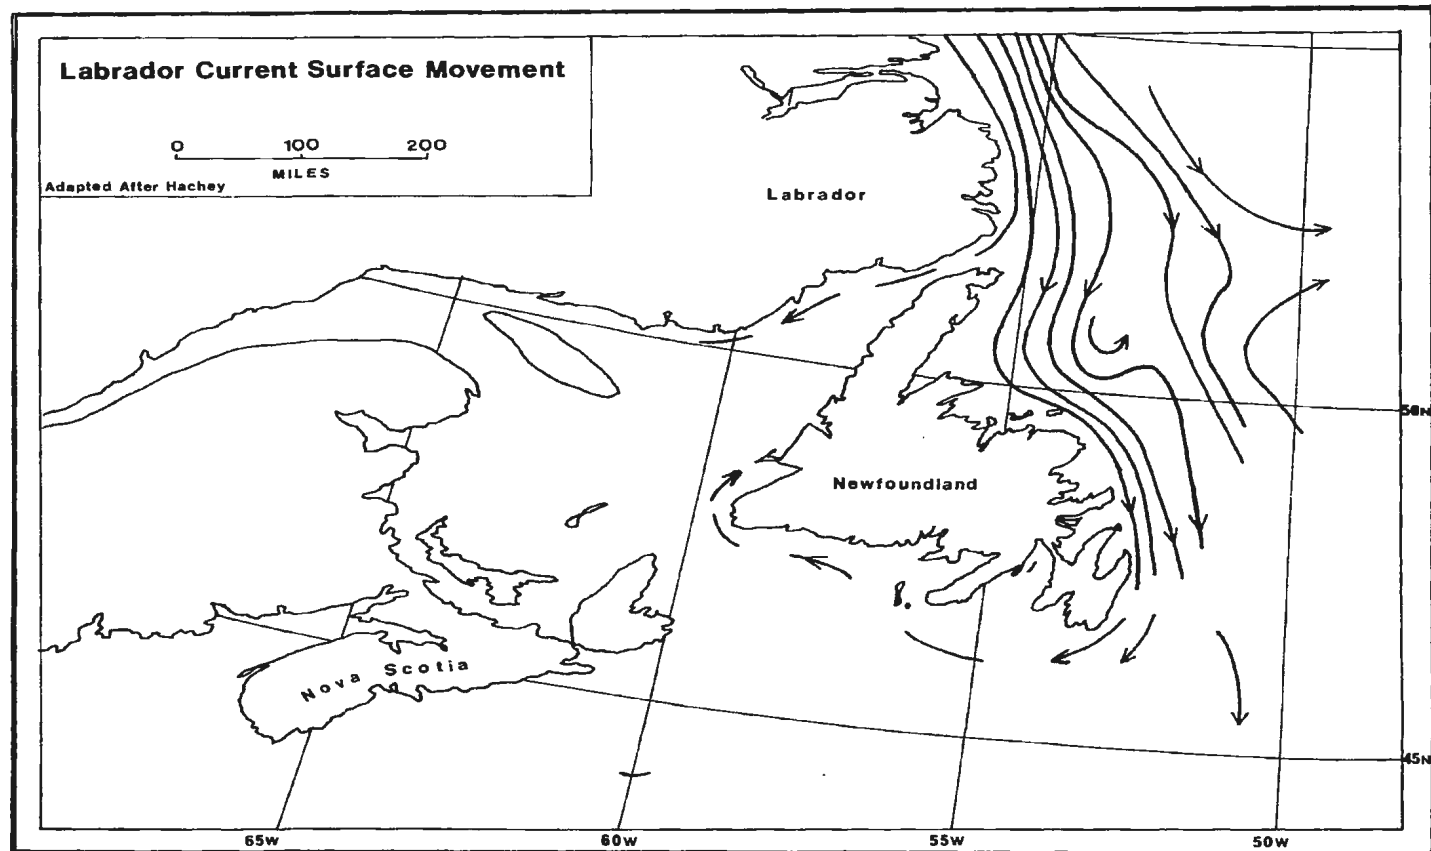 Labrador Current Surface Movement
0 100 200
MILES
Adapted After Hachey
Labrador
50N
Newfoundland
Nova Scotia
45N
65W 60W 55W 50W